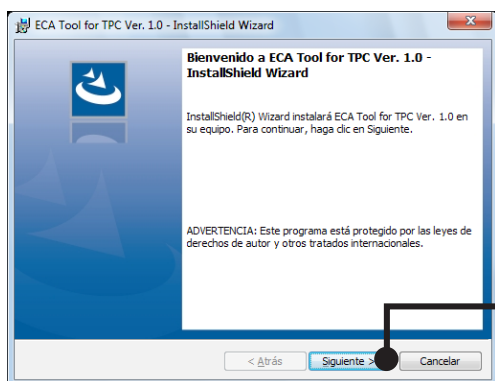 ECA Tool for TPC Ver. 1.0 - InstallShield Wizard
Bienvenido a ECA Tool for TPC Ver. 1.0 -
InstallShield Wizard
InstallShield(R) Wizard instalará ECA Tool for TPC Ver. 1.0 en
su equipo. Para continuar, haga clic en Siguiente.
ADVERTENCIA: Este programa está protegido por las leyes de
derechos de autor y otros tratados internacionales.
< Atrás
Siguiente >
Cancelar